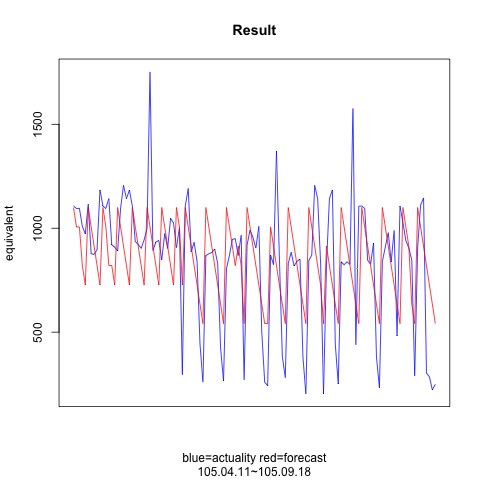 Result
1500
1000
500
equivalent
blue=actuality red=forecast
105.04.11~105.09.18